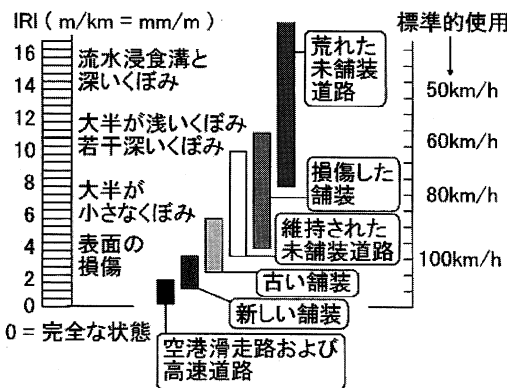 IRI ( m/km = mm/m )
標準的使用
16
14
12
10
8
6
4
2
0
流水浸食溝と
深いくぼみ
大半が浅いくぼみ
若干深いくぼみ
大半が
小さなくぼみ
表面の
損傷
荒れた
未舗装
道路
損傷した
舗装
維持された
未舗装道路
古い舗装
新しい舗装
空港滑走路および
高速道路
50km/h
60km/h
80km/h
100km/h
0 = 完全な状態